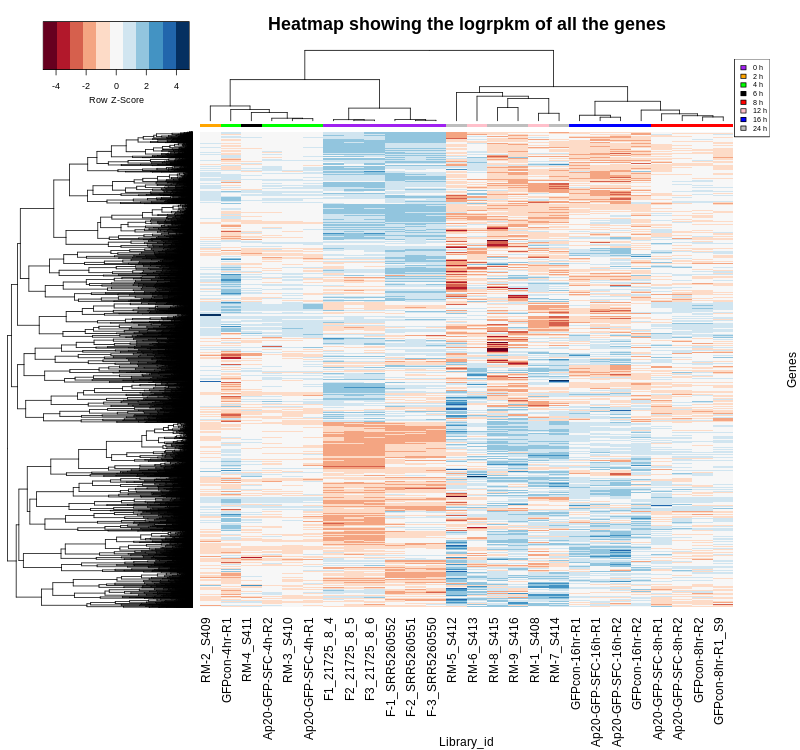 Heatmap showing the logrpkm of all the genes
-4 -2 0 2 4
Row Z-Score
0 h
2 h
4 h
6 h
8 h
12 h
16 h
24 h
Genes
RM-2_S409
GFPcon-4hr-R1
RM-4_S411
Ap20-GFP-SFC-4h-R2
RM-3_S410
Ap20-GFP-SFC-4h-R1
F1_21725_8_4
F2_21725_8_5
F3_21725_8_6
F-1_SRR5260552
F-2_SRR5260551
F-3_SRR5260550
RM-5_S412
RM-6_S413
RM-8_S415
RM-9_S416
RM-1_S408
RM-7_S414
GFPcon-16hr-R1
Ap20-GFP-SFC-16h-R1
Ap20-GFP-SFC-16h-R2
GFPcon-16hr-R2
Ap20-GFP-SFC-8h-R1
Ap20-GFP-SFC-8h-R2
GFPcon-8hr-R2
GFPcon-8hr-R1_S9
Library_id